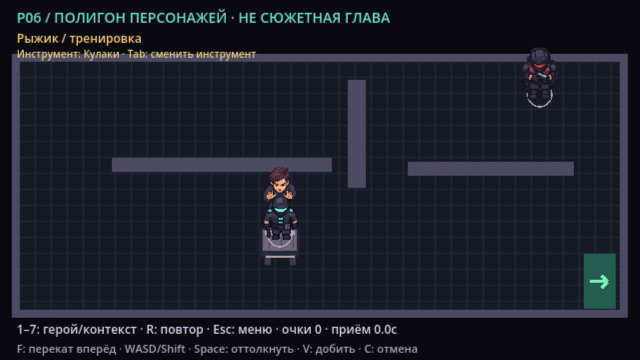 P06 / ПОЛИГОН ПЕРСОНАЖЕЙ · НЕ СЮЖЕТНАЯ ГЛАВА
Рыжик / тренировка
Инструмент: Кулаки · Tab: сменить инструмент
1–7: герой/контекст · R: повтор · Esc: меню · очки 0 · приём 0.0с
F: перекат вперёд · WASD/Shift · Space: оттолкнуть · V: добить · C: отмена